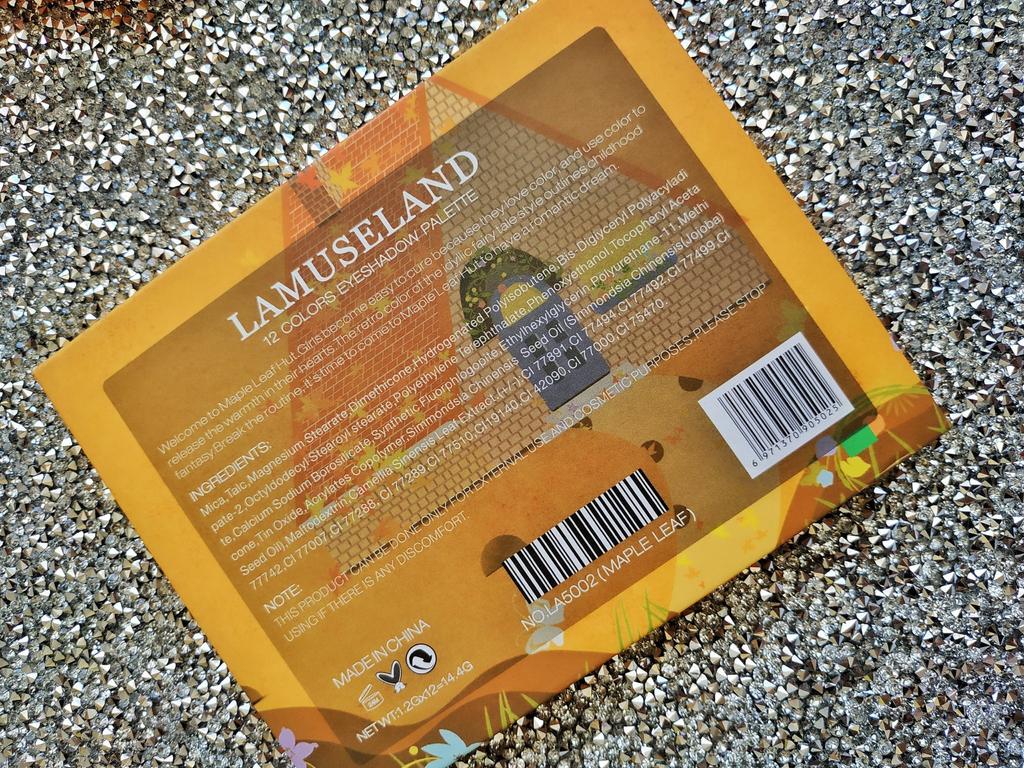 LAMUSELAND
12 COLORS EYESHADOW PALETTE
Welcome to Maple Leaf Hut. Girls become easy to cure because they love color and use color to
release the warmth in their hearts. The retro color of the idyllic fairy tale style outlines childhood
fantasy. Break the routine, it's time to come to Maple Leaf Hut to have a romantic dream.
INGREDIENTS:
Mica, Talc, Magnesium Stearate, Dimethicone, Hydrogenated Polyisobutene, Bis-Diglyceryl Polyacyladi
pate-2, Octyldodecyl Stearoyl stearate, Polyethylene Terephthalate, Phenoxyethanol, Tocopheryl Aceta
te, Calcium Sodium Borosilicate, Synthetic Fluorphlogopite, Ethylhexylglycerin, Polyurethane-11, Methi
cone, Tin Oxide, Acrylates Copolymer, Simmondsia Chinensis Seed Oil (Simmondsia Chinensis(Jojoba)
Seed Oil), Maltodextrin, Camellia Sinensis Leaf Extract, (+/-), CI 77891, CI 77491, CI 77492, CI 77499, CI
77742, CI 77007, CI 77288, CI 77289, CI 77510, CI 19140, CI 42090, CI 77000, CI 75470.
NOTE:
THIS PRODUCT CAN BE DONE ONLY FOR EXTERNAL USE AND COSMETIC PURPOSES. PLEASE STOP
USING IF THERE IS ANY DISCOMFORT.
MADE IN CHINA
NET WT:1.2Gx12=14.4G
NO.LA5002 (MAPLE LEAF)
6 971370 905025